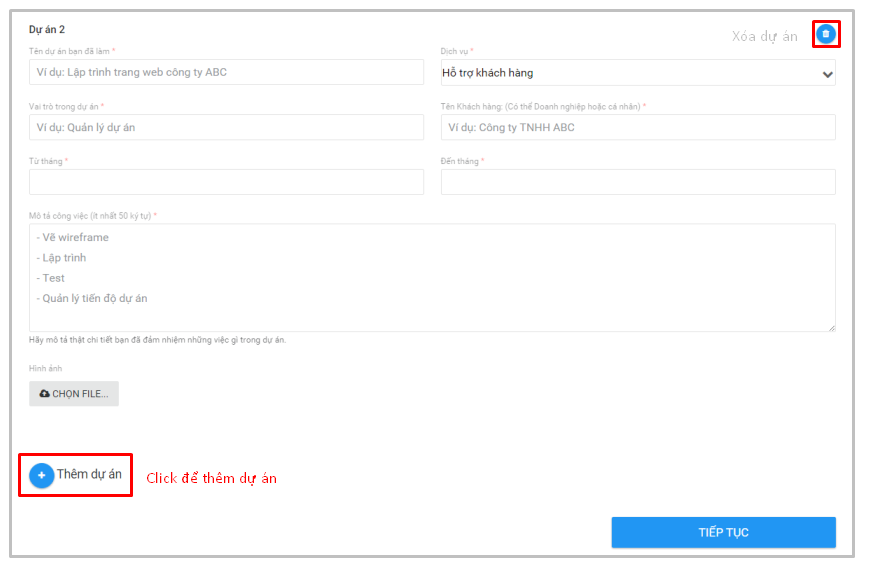 Dự án 2
Xóa dự án
Tên dự án bạn đã làm *
Dịch vụ *
Ví dụ: Lập trình trang web công ty ABC
Hỗ trợ khách hàng
Vai trò trong dự án *
Tên Khách hàng: (Có thể Doanh nghiệp hoặc cá nhân) *
Ví dụ: Quản lý dự án
Ví dụ: Công ty TNHH ABC
Từ tháng *
Đến tháng *
Mô tả công việc (ít nhất 50 ký tự) *
- Vẽ wireframe
- Lập trình
- Test
- Quản lý tiến độ dự án
Hãy mô tả thật chi tiết bạn đã đảm nhiệm những việc gì trong dự án.
Hình ảnh
CHỌN FILE...
Thêm dự án
Click để thêm dự án
TIẾP TỤC